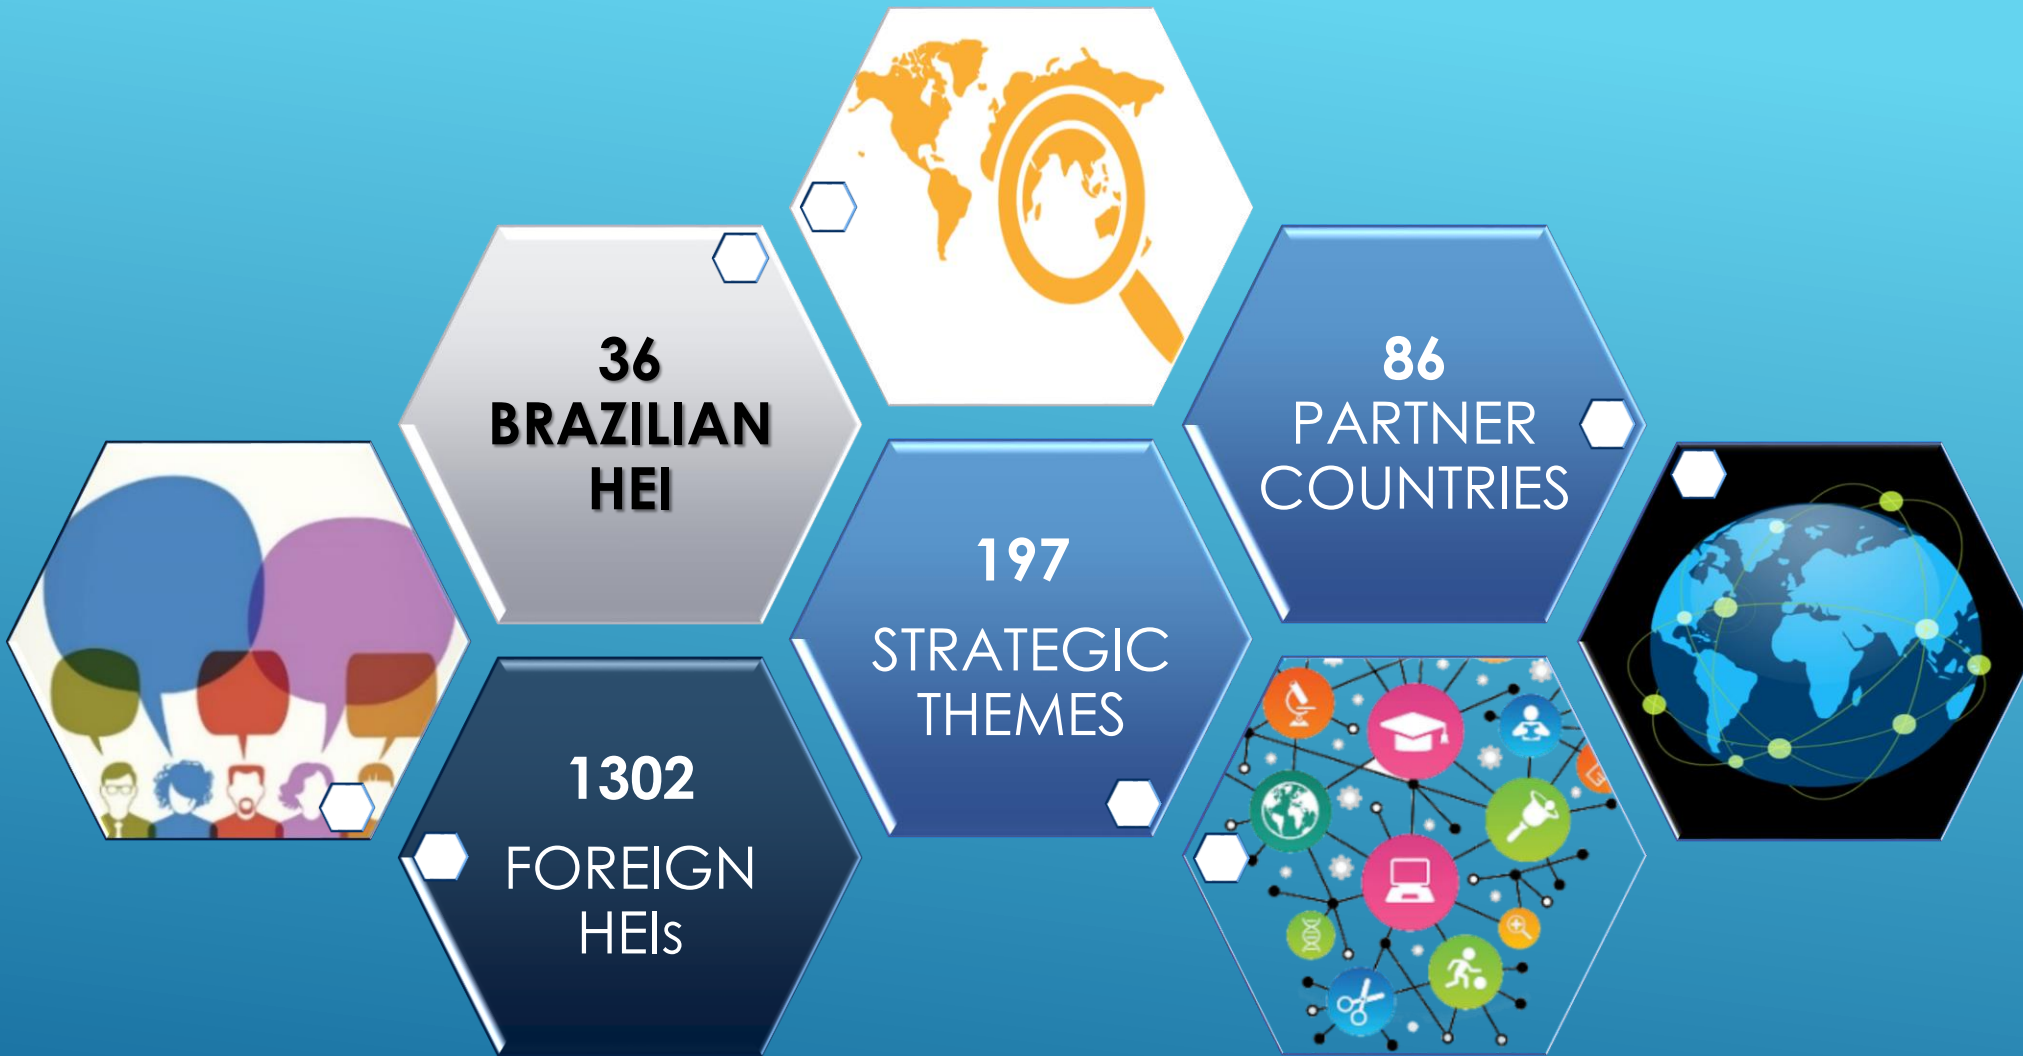 36
BRAZILIAN
HEI
1302
FOREIGN
HEIs
197
STRATEGIC
THEMES
86
PARTNER
COUNTRIES